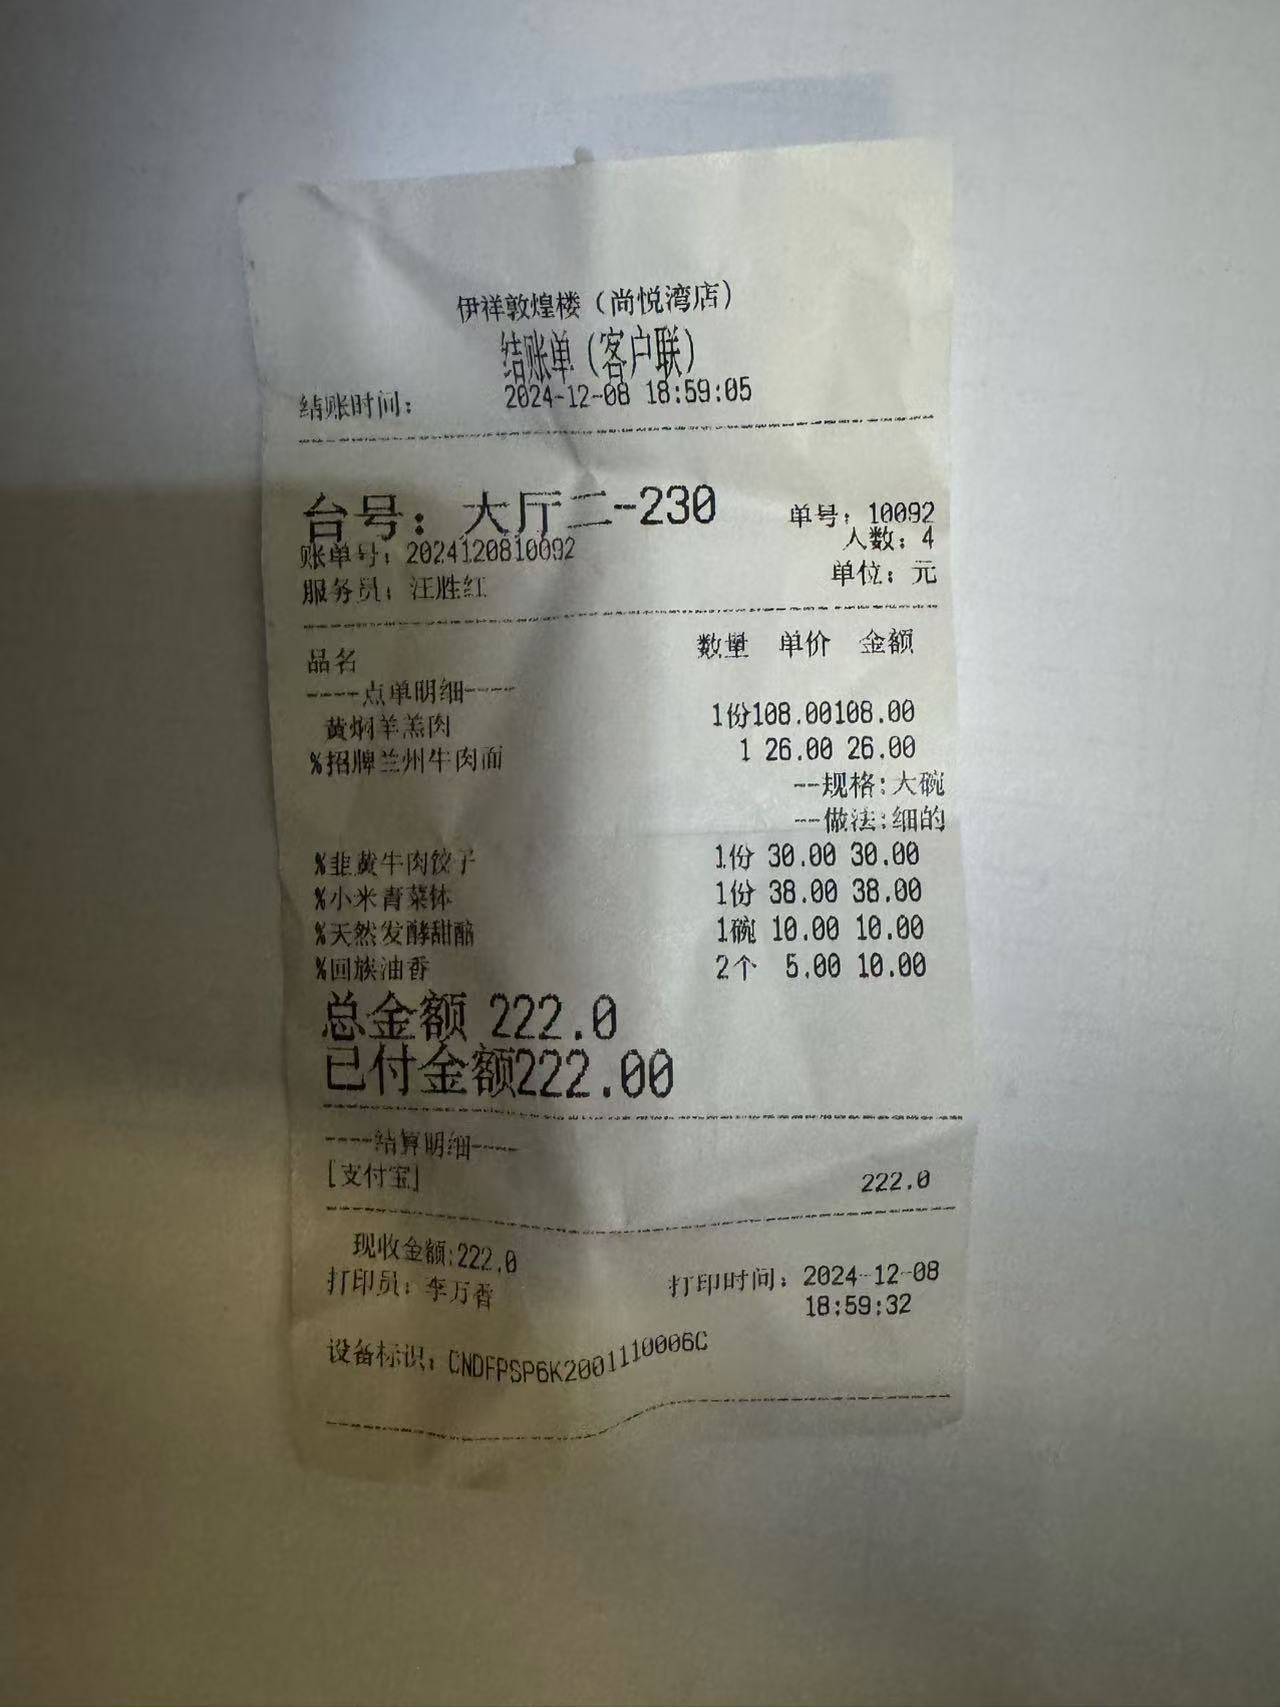 伊祥敦煌楼（尚悦湾店）
结账单（客户联）
结账时间： 2024-12-08 18:59:05
台号：大厅二-230 单号：10092
账单号：2024120810092 人数：4
服务员：汪胜红 单位：元
品名 数量 单价 金额
----点单明细----
黄焖羊羔肉 1份108.00108.00
%招牌兰州牛肉面 1 26.00 26.00
--规格:大碗
--做法:细的
%韭黄牛肉饺子 1份 30.00 30.00
%小米青菜钵 1份 38.00 38.00
%天然发酵甜醅 1碗 10.00 10.00
%回族油香 2个 5.00 10.00
总金额 222.0
已付金额222.00
----结算明细----
[支付宝] 222.0
现收金额:222.0
打印员：李万香 打印时间：2024-12-08
18:59:32
设备标识：CNDFPSP6K2001110006C